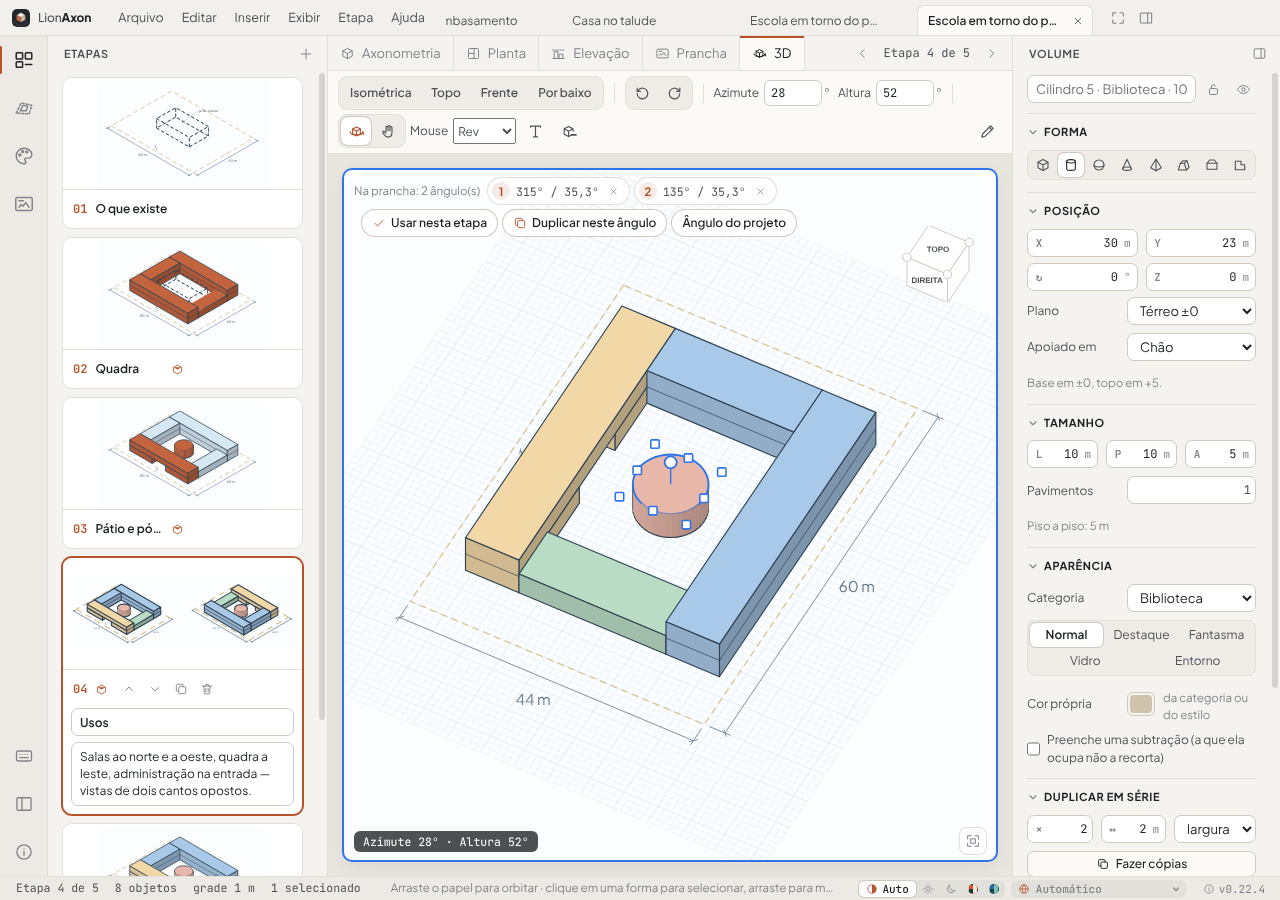 LionAxon Arquivo Editar Inserir Exibir Etapa Ajuda nbasamento Casa no talude Escola em torno do p... Escola em torno do p...
ETAPAS
01 O que existe
02 Quadra
03 Pátio e pó...
04
Usos
Salas ao norte e a oeste, quadra a
leste, administração na entrada —
vistas de dois cantos opostos.
Axonometria Planta Elevação Prancha 3D Etapa 4 de 5
Isométrica Topo Frente Por baixo Azimute 28 ° Altura 52 °
Mouse Rev
Na prancha: 2 ângulo(s) 1 315° / 35,3° 2 135° / 35,3°
Usar nesta etapa Duplicar neste ângulo Ângulo do projeto
TOPO
DIREITA
60 m
44 m
Azimute 28° · Altura 52°
VOLUME
Cilindro 5 · Biblioteca · 10
FORMA
POSIÇÃO
X 30 m Y 23 m
0 ° Z 0 m
Plano Térreo ±0
Apoiado em Chão
Base em ±0, topo em +5.
TAMANHO
L 10 m P 10 m A 5 m
Pavimentos 1
Piso a piso: 5 m
APARÊNCIA
Categoria Biblioteca
Normal Destaque Fantasma
Vidro Entorno
Cor própria da categoria ou
do estilo
Preenche uma subtração (a que ela
ocupa não a recorta)
DUPLICAR EM SÉRIE
× 2 ↔ 2 m largura
Fazer cópias
Etapa 4 de 5 8 objetos grade 1 m 1 selecionado Arraste o papel para orbitar · clique em uma forma para selecionar, arraste para m... Auto Automático v0.22.4